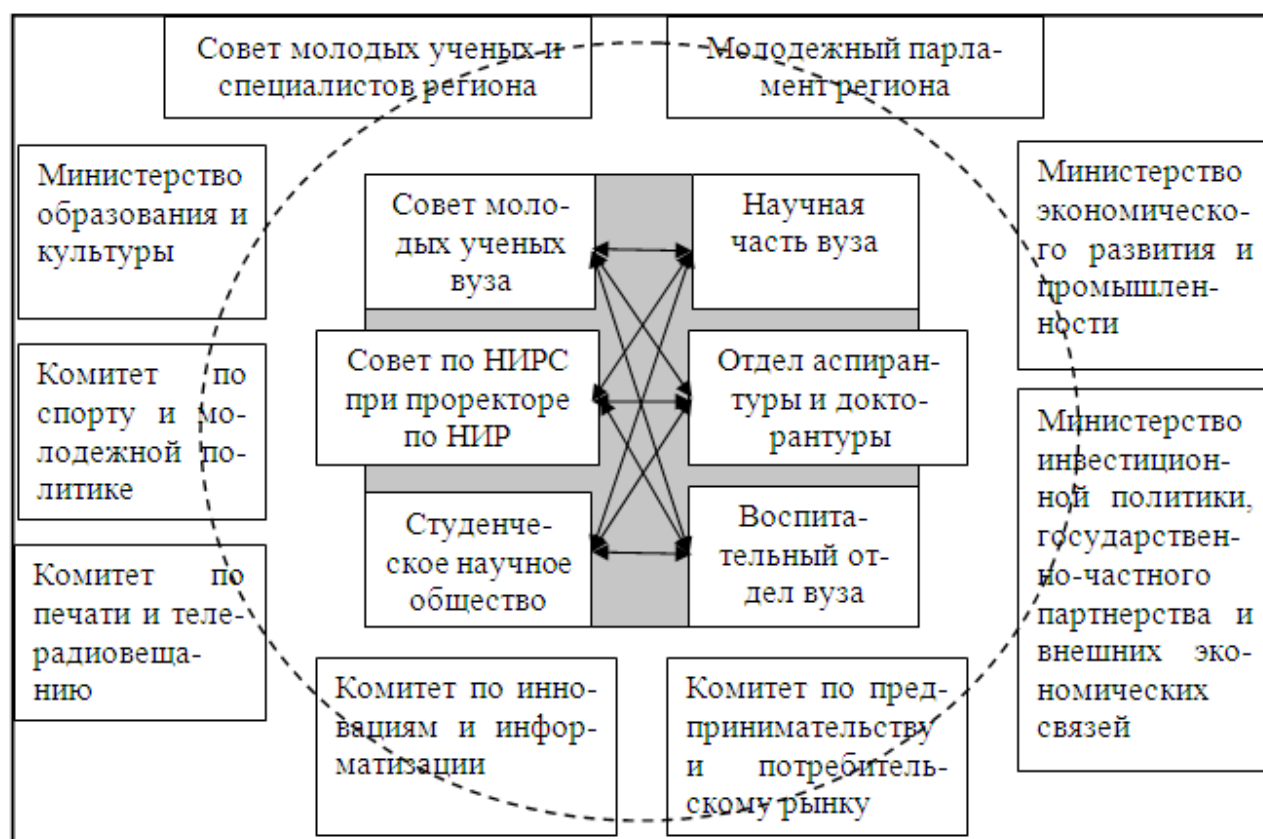 Совет молодых ученых и
специалистов региона
Молодежный парла-
мент региона
Министерство
образования и
культуры
Совет моло-
дых ученых
вуза
Научная
часть вуза
Министерство
экономическо-
го развития и
промышлен-
ности
Комитет по
спорту и мо-
лодежной по-
литике
Совет по НИРС
при проректоре
по НИР
Отдел аспиран-
туры и докто-
рантуры
Министерство
инвестицион-
ной политики,
государствен-
но-частного
партнерства и
внешних эко-
номических
связей
Комитет по
печати и теле-
радиовеща-
нию
Студенче-
ское научное
общество
Воспита-
тельный от-
дел вуза
Комитет по инно-
вациям и инфор-
матизации
Комитет по пред-
принимательству
и потребитель-
скому рынку